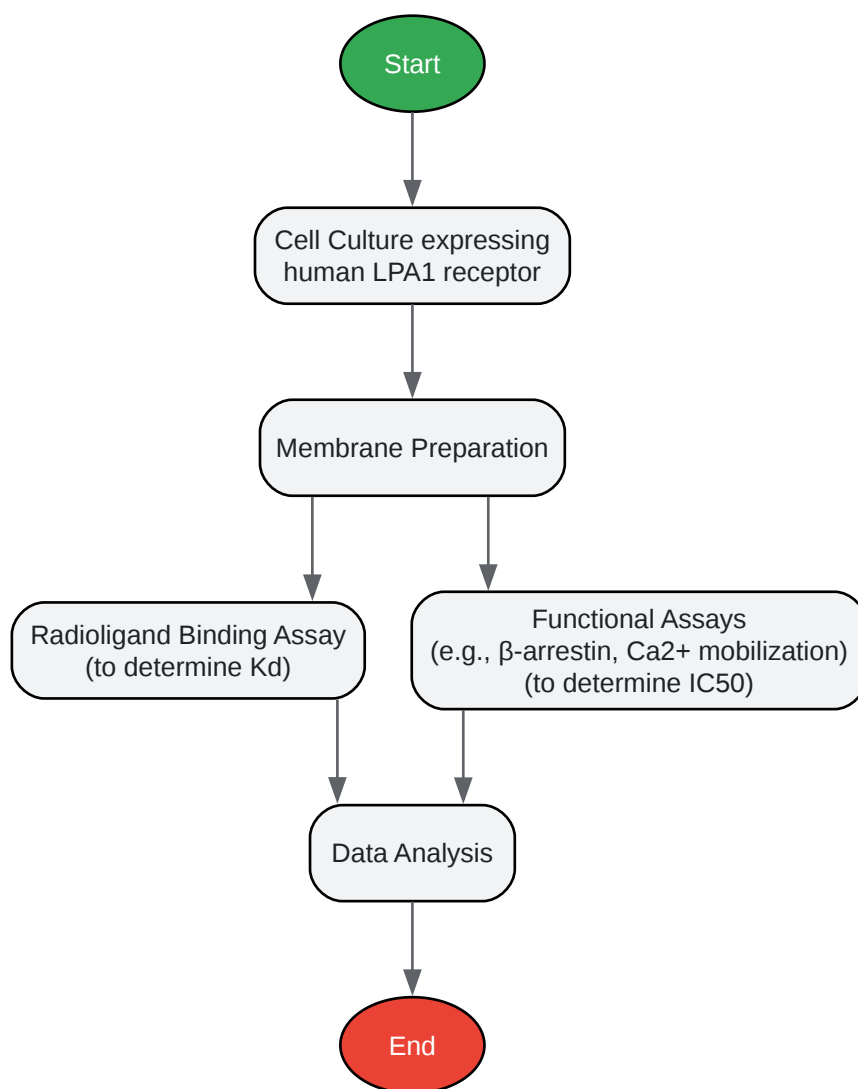 Start
Cell Culture expressing
human LPA1 receptor
Membrane Preparation
Radioligand Binding Assay
(to determine Kd)
Functional Assays
(e.g., β-arrestin, Ca2+ mobilization)
(to determine IC50)
Data Analysis
End